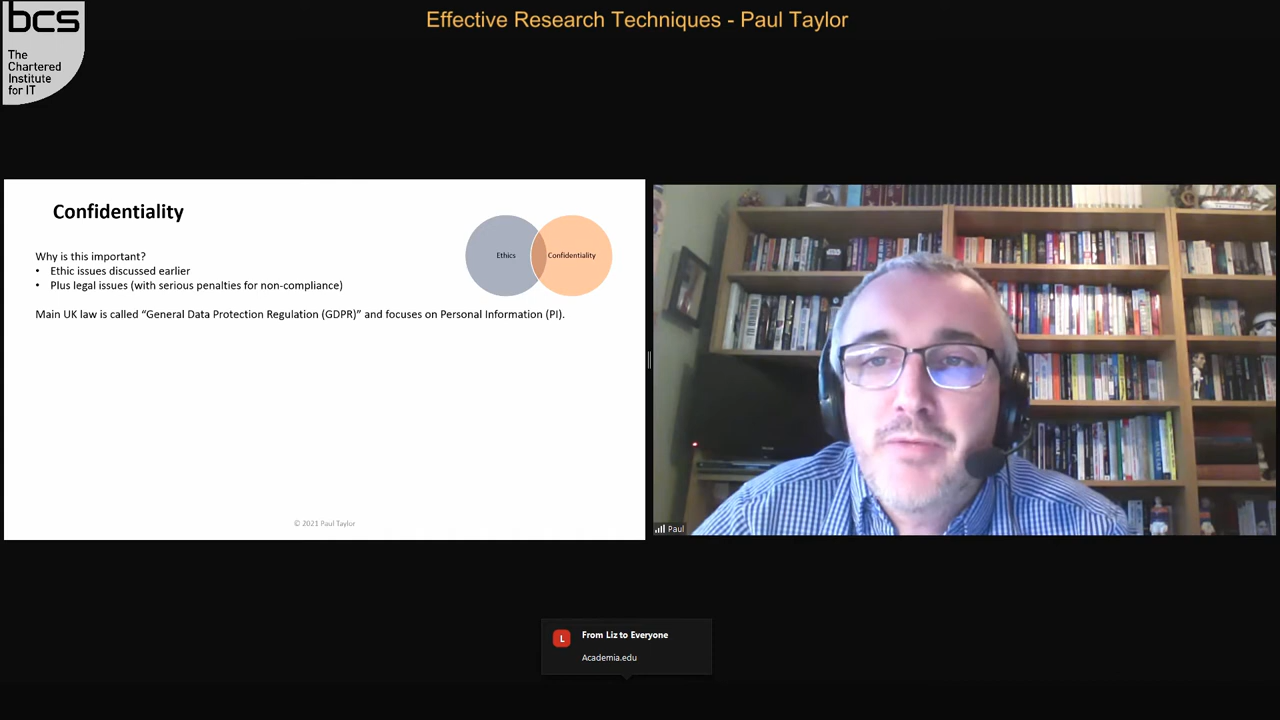 bcs
The
Chartered
Institute
for IT
Effective Research Techniques - Paul Taylor
Confidentiality
Why is this important?
• Ethic issues discussed earlier
• Plus legal issues (with serious penalties for non-compliance)
Main UK law is called “General Data Protection Regulation (GDPR)” and focuses on Personal Information (PI).
Ethics
Confidentiality
© 2021 Paul Taylor
Paul
L
From Liz to Everyone
Academia.edu